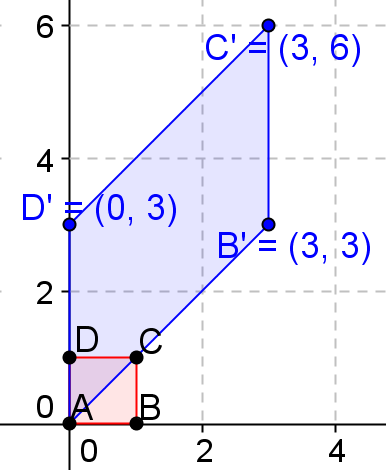 6
C' = (3, 6)
4
D' = (0, 3)
B' = (3, 3)
2
D
C
0
A
B
0
2
4